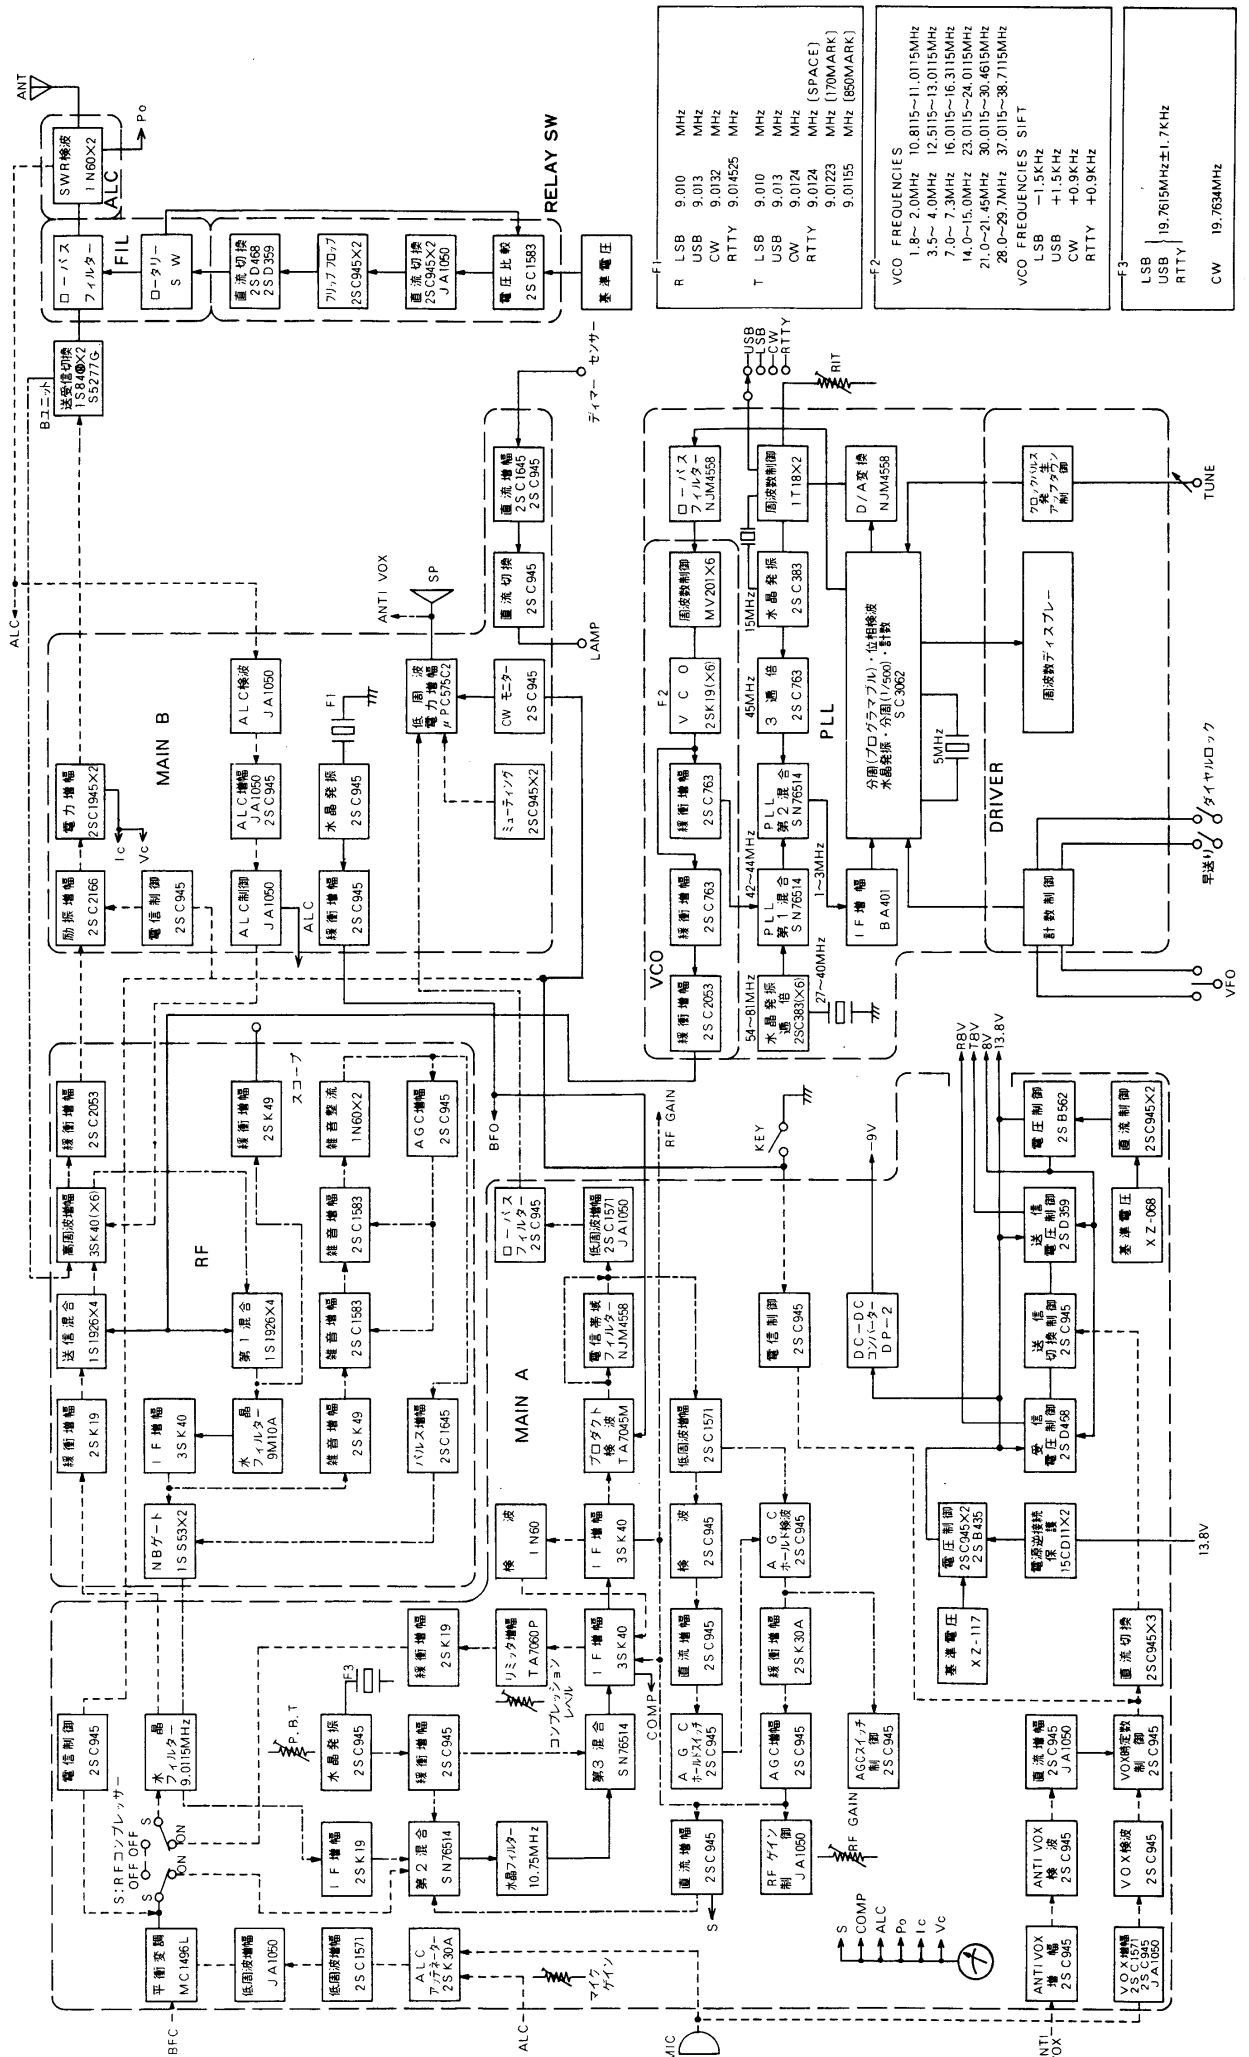 ANT
SWR検波
1N60×2
Po
ALC
ローパス
フィルター
FIL
ロータリー
SW
直流切換
2SD468
2SD359
フリップフロップ
2SC945×2
直流切換
2SC945×2
JA1050
電圧比較
2SC1583
基準電圧
RELAY SW
Bユニット
送受信切換
S5277G
ディマー センサー
直流増幅
2SC1645
2SC945
直流切換
2SC945
LAMP
ALC
MAIN B
電力増幅
2SC1945×2
Ic
Vc
励振増幅
2SC2166
電信制御
2SC945
ALC検波
JA1050
ALC増幅
JA1050
2SC945
ALC制御
JA1050
ALC
F1
水晶発振
2SC945
緩衝増幅
2SC945
ANTI VOX
SP
低周波
電力増幅
μPC575C2
CWモニター
2SC945
ミューティング
2SC945×2
F1
R LSB 9.010 MHz
USB 9.013 MHz
CW 9.0132 MHz
RTTY 9.014525 MHz
T LSB 9.010 MHz
USB 9.013 MHz
CW 9.0124 MHz
RTTY 9.0124 MHz [SPACE]
9.01223 MHz [170MARK]
9.01155 MHz [850MARK]
F2
VCO FREQUENCIES
1.8~ 2.0MHz 10.8115~11.0115MHz
3.5~ 4.0MHz 12.5115~13.0115MHz
7.0~ 7.3MHz 16.0115~16.3115MHz
14.0~15.0MHz 23.0115~24.0115MHz
21.0~21.45MHz 30.0115~30.4615MHz
28.0~29.7MHz 37.0115~38.7115MHz
VCO FREQUENCIES SIFT
LSB −1.5KHz
USB +1.5KHz
CW +0.9KHz
RTTY +0.9KHz
F3
LSB
USB
RTTY
19.7615MHz±1.7KHz
CW 19.7634MHz
USB
LSB
CW
RTTY
RIT
ローパス
フィルター
NJM4558
周波数制御
1T18×2
D/A変換
NJM4558
クロックパルス
発生
アップダウン
制御
TUNE
周波数制御
MV201×6
15MHz
水晶発振
2SC383
F2
VCO
2SK19(×6)
45MHz
3逓倍
2SC763
PLL
分周(プログラマブル)・位相検波
水晶発振・分周(1/500)・計数
SC3062
5MHz
周波数ディスプレー
DRIVER
緩衝増幅
2SC763
PLL
第2混合
SN76514
緩衝増幅
2SC763
42~44MHz
PLL
第1混合
SN76514
1~3MHz
IF増幅
BA401
計数制御
早送り
ダイヤルロック
VFO
VCO
緩衝増幅
2SC2053
54~81MHz
水晶発振
逓倍
2SC383(×6)
27~40MHz
RF
緩衝増幅
2SC2053
高周波増幅
3SK40(×6)
送信混合
1S1926×4
緩衝増幅
2SK19
緩衝増幅
2SK49
スコープ
第1混合
1S1926×4
水晶
フィルター
9M10A
IF増幅
3SK40
NBゲート
1SS53×2
雑音整流
1N60×2
雑音増幅
2SC1583
雑音増幅
2SC1583
雑音増幅
2SK49
AGC増幅
2SC945
パルス増幅
2SC1645
BFO
RF GAIN
KEY
−9V
R8V
T8V
8V
13.8V
MAIN A
ローパス
フィルター
2SC945
低周波増幅
2SC1571
JA1050
電信帯域
フィルター
NJM4558
プロダクト
検波
TA7045M
低周波増幅
2SC1571
電信制御
2SC945
DC−DC
コンバーター
DP−2
電圧制御
2SB562
直流制御
2SC945×2
送信
電圧制御
2SD359
基準電圧
XZ-068
送信
切換制御
2SC945
受信
電圧制御
2SD468
電圧制御
2SC945×2
2SB435
電源逆接続
保護
15CD11×2
13.8V
基準電圧
XZ-117
直流切換
2SC945×3
検波
1N60
IF増幅
3SK40
検波
2SC945
AGC
ホールド検波
2SC945
緩衝増幅
2SK19
リミッタ増幅
TA7060P
IF増幅
3SK40
直流増幅
2SC945
緩衝増幅
2SK30A
コンプレッション
レベル
COMP
電信制御
2SC945
水晶
フィルター
9.0115MHz
P.B.T
F3
水晶発振
2SC945
緩衝増幅
2SC945
第3混合
SN76514
AGC
ホールドスイッチ
2SC945
AGC増幅
2SC945
AGCスイッチ
制御
2SC945
S:RFコンプレッサー
OFF OFF
S
S
ON
ON
IF増幅
2SK19
第2混合
SN76514
水晶フィルター
10.75MHz
直流増幅
2SC945
S
RFゲイン
制御
JA1050
RF GAIN
直流増幅
2SC945
JA1050
VOX時定数
制御
2SC945
ANTI VOX
検波
2SC945
VOX検波
2SC945
平衡変調
MC1496L
低周波増幅
JA1050
低周波増幅
2SC1571
ALC
アッテネーター
2SK30A
マイク
ゲイン
S
COMP
ALC
Po
Ic
Vc
ANTI VOX
増幅
2SC945
VOX増幅
2SC1571
2SC945
JA1050
ALC
MIC